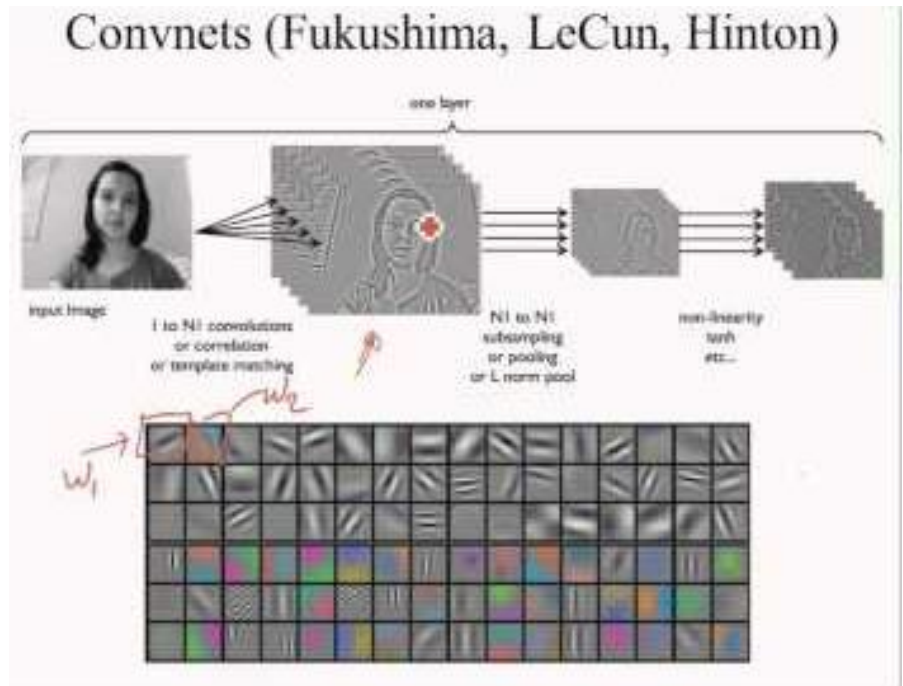 Convnets (Fukushima, LeCun, Hinton)
one layer
input image
1 to N1 convolutions
or correlation
or template matching
N1 to N1
subsampling
or pooling
or L norm pool
non-linearity
tanh
etc...
W2
W1